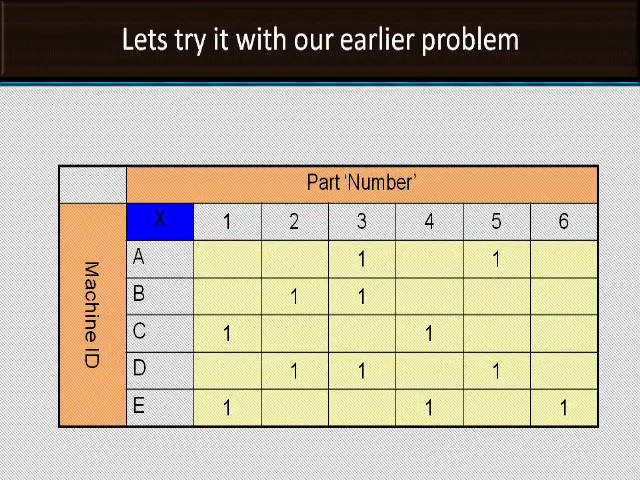 Lets try it with our earlier problem
Part 'Number'
Machine ID
X 1 2 3 4 5 6
A 1 1
B 1 1
C 1 1
D 1 1 1
E 1 1 1